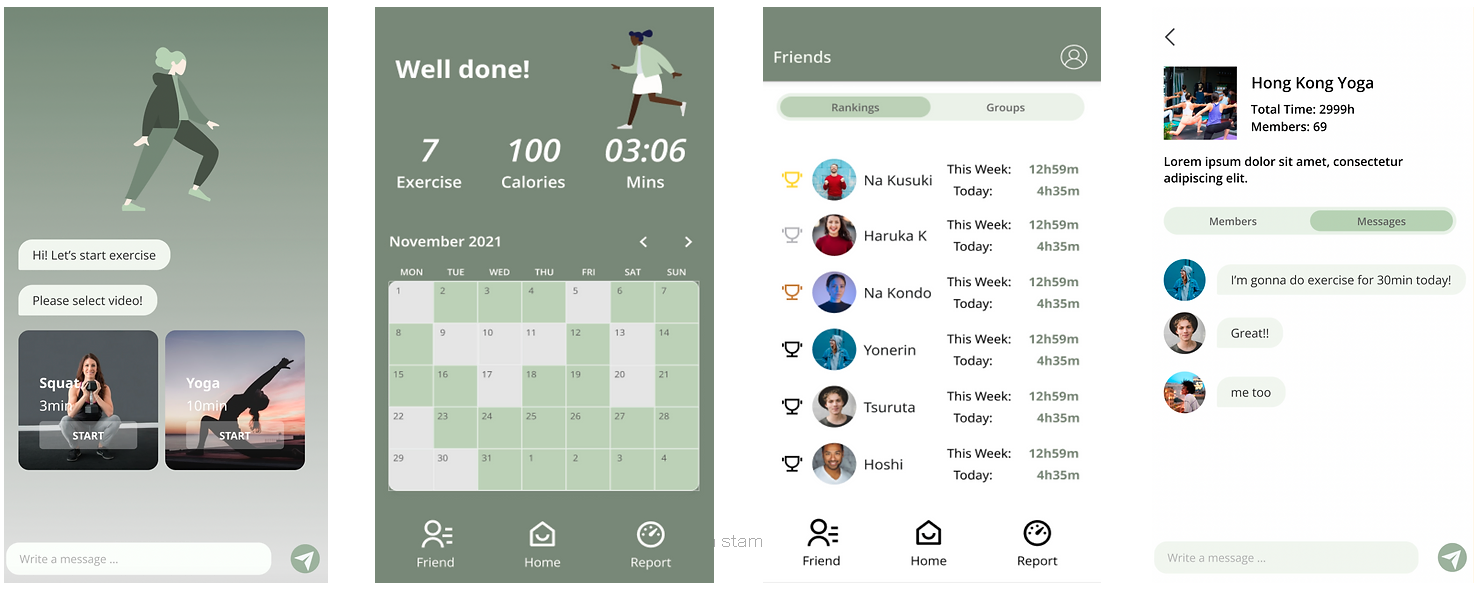 Hi! Let's start exercise
Please select video!
Squat
3min
START
Yoga
10min
START
Write a message ...
Well done!
7 100 03:06
Exercise Calories Mins
November 2021
MON TUE WED THU FRI SAT SUN
1 2 3 4 5 6 7
8 9 10 11 12 13 14
15 16 17 18 19 20 21
22 23 24 25 26 27 28
29 30 31 1 2 3 4
Friend Home Report
stam
Friends
Rankings Groups
Na Kusuki This Week: 12h59m
Today: 4h35m
Haruka K This Week: 12h59m
Today: 4h35m
Na Kondo This Week: 12h59m
Today: 4h35m
Yonerin This Week: 12h59m
Today: 4h35m
Tsuruta This Week: 12h59m
Today: 4h35m
Hoshi This Week: 12h59m
Today: 4h35m
Friend Home Report
Hong Kong Yoga
Total Time: 2999h
Members: 69
Lorem ipsum dolor sit amet, consectetur
adipiscing elit.
Members Messages
I'm gonna do exercise for 30min today!
Great!!
me too
Write a message ...